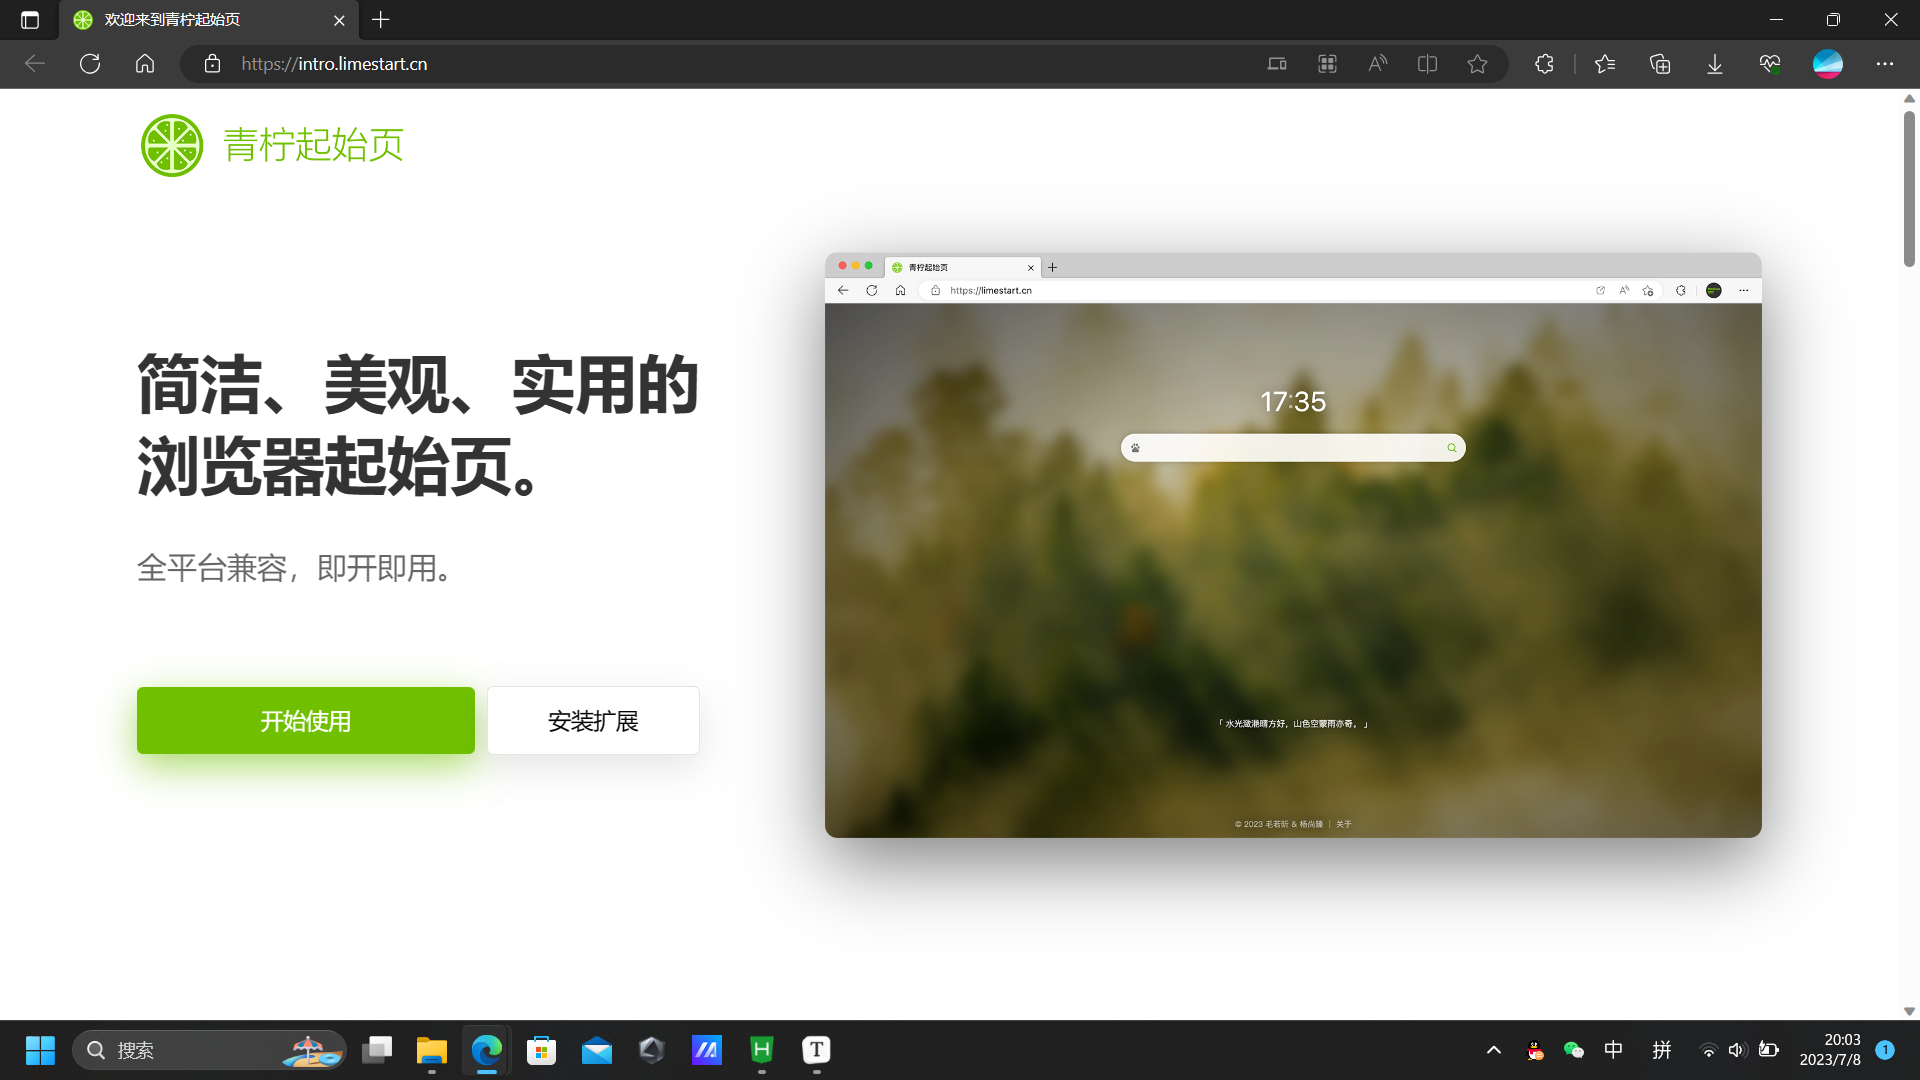 欢迎来到青柠起始页
https://intro.limestart.cn
青柠起始页
青柠起始页
https://limestart.cn
17:35
简洁、美观、实用的
浏览器起始页。
全平台兼容，即开即用。
开始使用
安装扩展
「 水光潋滟晴方好，山色空蒙雨亦奇。 」
© 2023 毛若昕 & 杨尚臻 | 关于
搜索
中
拼
20:03
2023/7/8
1